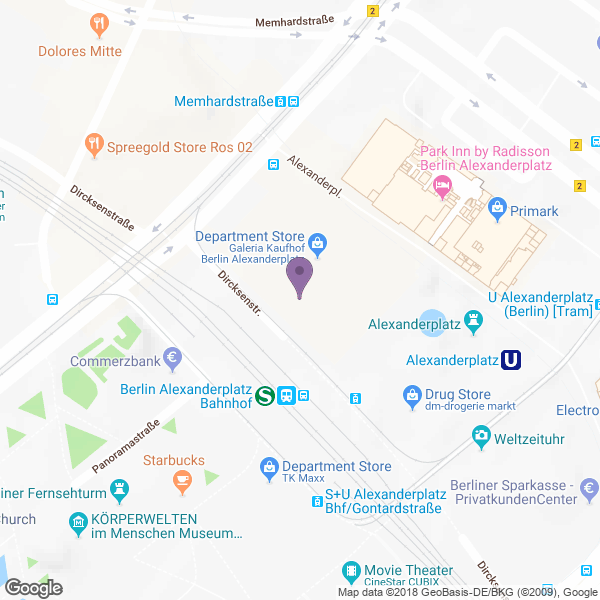 Memhardstraße
2
Dolores Mitte
Memhardstraße
Spreegold Store Ros 02
2
Park Inn by Radisson
Berlin Alexanderplatz
Alexanderpl.
2
Dircksenstraße
Primark
Department Store
Galeria Kaufhof
Berlin Alexanderplatz
Dircksenstr.
U Alexanderplatz
(Berlin) [Tram]
Alexanderplatz
Commerzbank
Alexanderplatz
U
Berlin Alexanderplatz
Bahnhof
S
Drug Store
dm-drogerie markt
Electro
Panoramastraße
Weltzeituhr
Starbucks
Department Store
TK Maxx
Berliner Sparkasse -
PrivatkundenCenter
iner Fernsehturm
S+U Alexanderplatz
Bhf/Gontardstraße
Church
KÖRPERWELTEN
im Menschen Museum...
Movie Theater
CineStar CUBIX
Dircksen
Google
Map data ©2018 GeoBasis-DE/BKG (©2009), Google